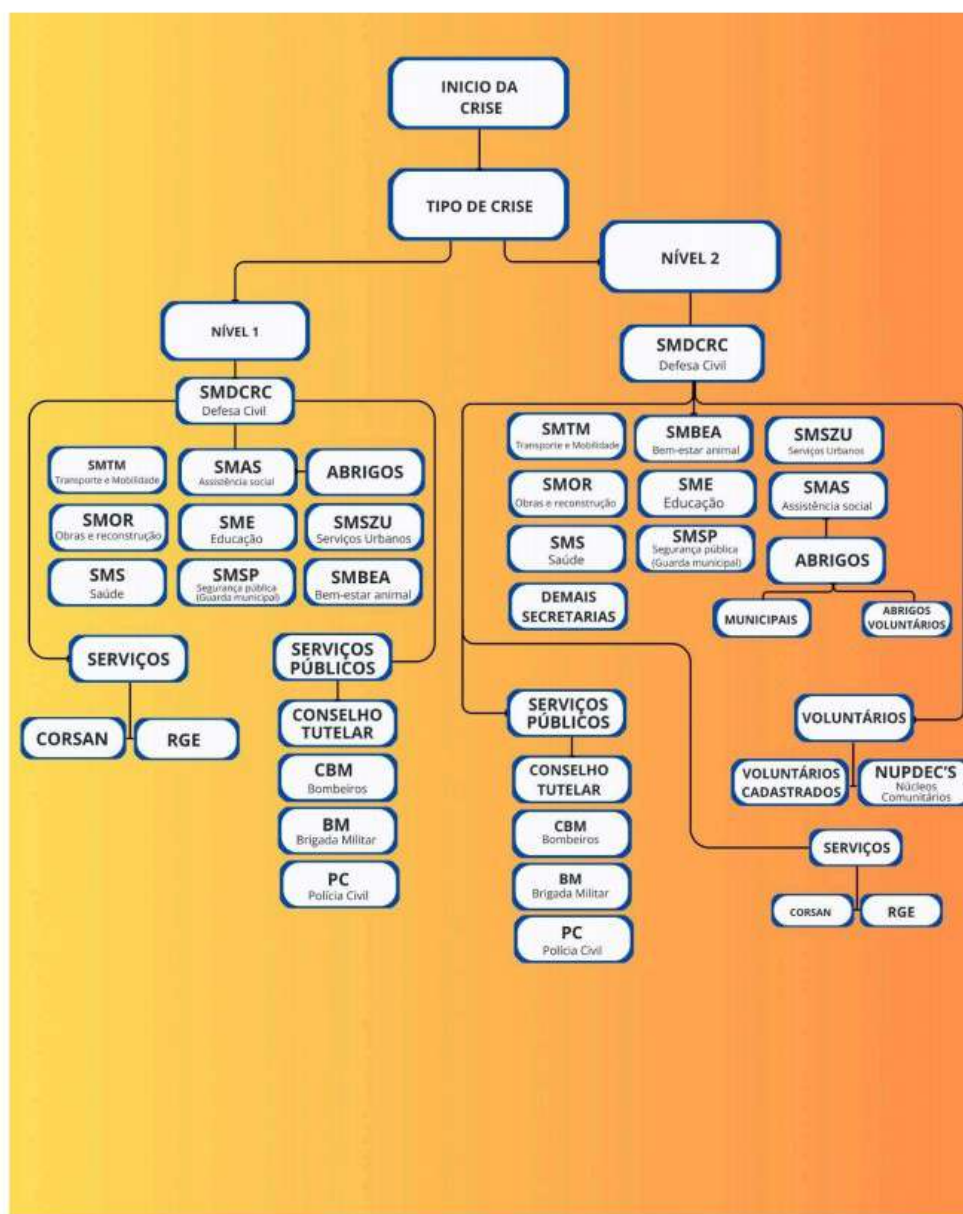 INICIO DA
CRISE
TIPO DE CRISE
NÍVEL 1
SMDCRC
Defesa Civil
SMTM
Transporte e Mobilidade
SMAS
Assistência social
ABRIGOS
SMOR
Obras e reconstrução
SME
Educação
SMSZU
Serviços Urbanos
SMS
Saúde
SMSP
Segurança pública
(Guarda municipal)
SMBEA
Bem-estar animal
SERVIÇOS
CORSAN
RGE
SERVIÇOS
PÚBLICOS
CONSELHO
TUTELAR
CBM
Bombeiros
BM
Brigada Militar
PC
Polícia Civil
NÍVEL 2
SMDCRC
Defesa Civil
SMTM
Transporte e Mobilidade
SMBEA
Bem-estar animal
SMSZU
Serviços Urbanos
SMOR
Obras e reconstrução
SME
Educação
SMAS
Assistência social
SMS
Saúde
SMSP
Segurança pública
(Guarda municipal)
ABRIGOS
DEMAIS
SECRETARIAS
MUNICIPAIS
ABRIGOS
VOLUNTÁRIOS
SERVIÇOS
PÚBLICOS
CONSELHO
TUTELAR
CBM
Bombeiros
BM
Brigada Militar
PC
Polícia Civil
VOLUNTÁRIOS
VOLUNTÁRIOS
CADASTRADOS
NUPDEC'S
Núcleos
Comunitários
SERVIÇOS
CORSAN
RGE